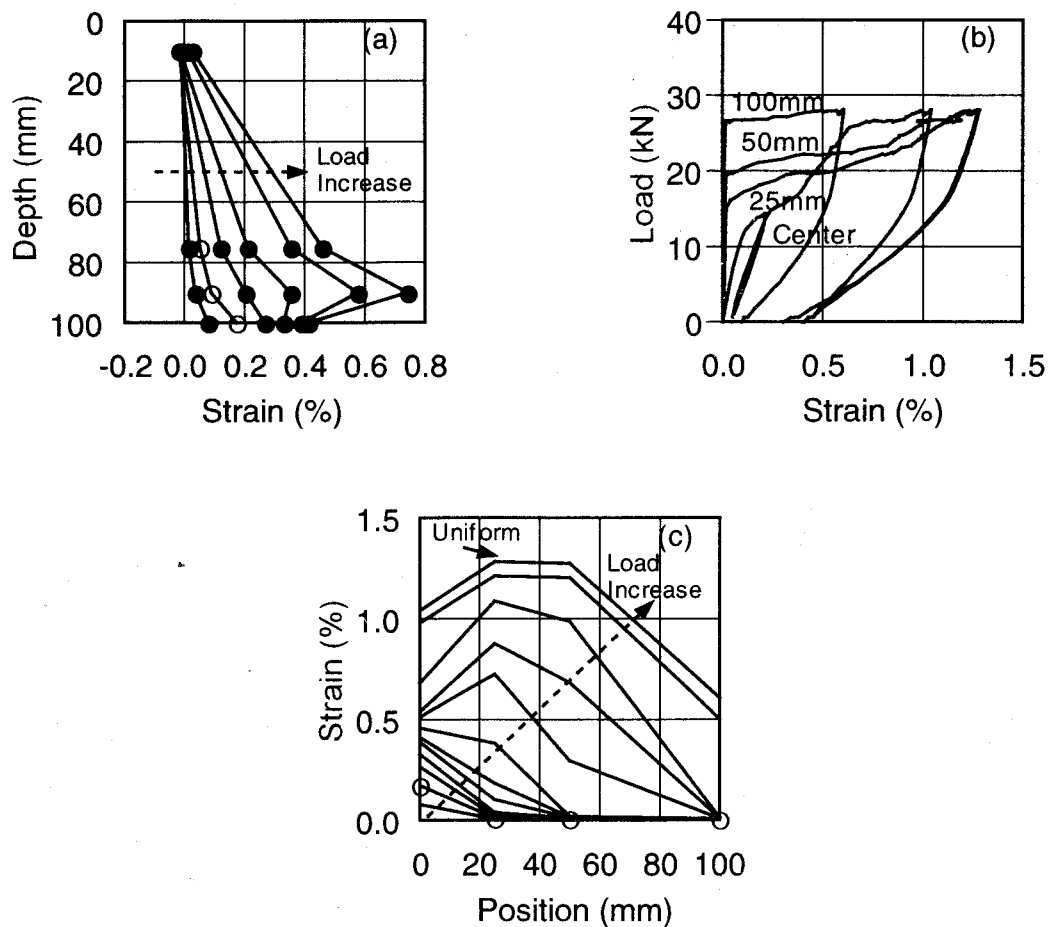 (a)
0
20
40
60
80
100
Depth (mm)
Load
Increase
-0.2 0.0 0.2 0.4 0.6 0.8
Strain (%)
(b)
40
30
20
10
0
Load (kN)
100mm
50mm
25mm
Center
0.0 0.5 1.0 1.5
Strain (%)
(c)
1.5
1.0
0.5
0.0
Strain (%)
Uniform
Load
Increase
0 20 40 60 80 100
Position (mm)